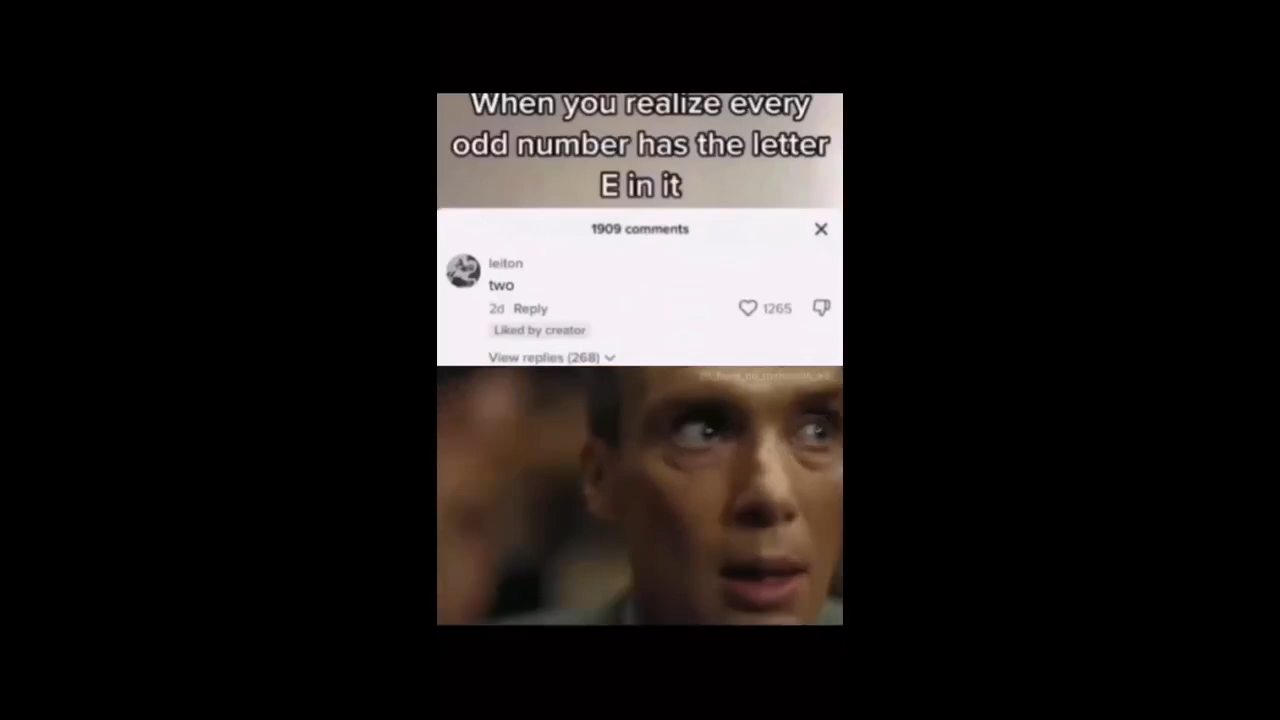 When you realize every
odd number has the letter
E in it
1909 comments
leiton
two
2d Reply
1265
Liked by creator
View replies (268)